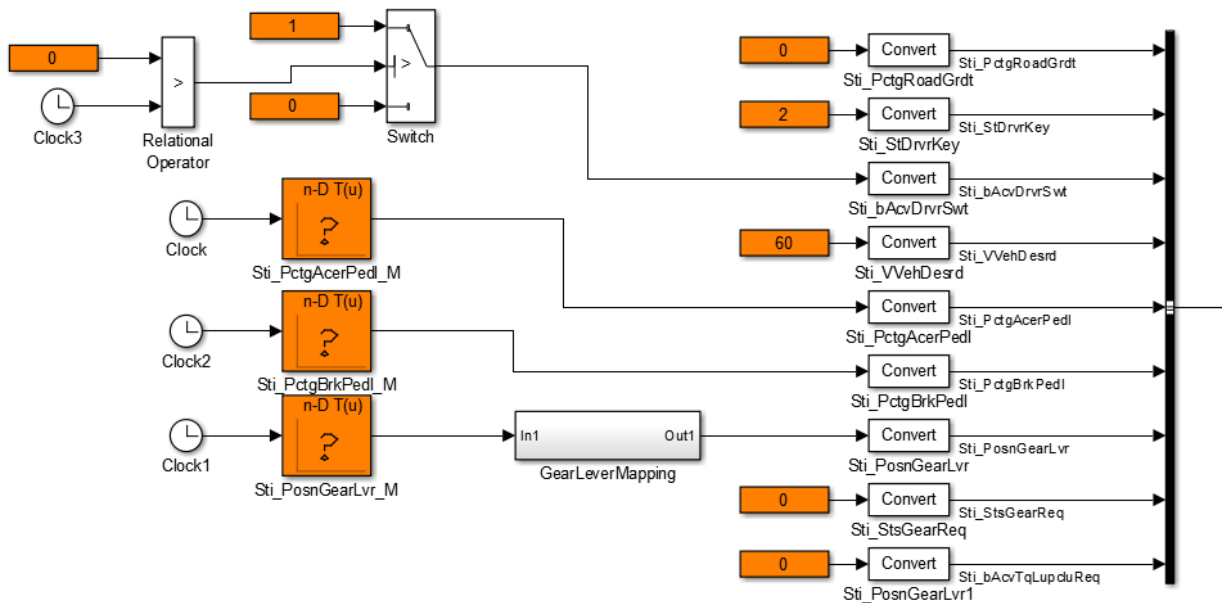 0
Clock3
>
Relational
Operator
1
0
>
Switch
Clock
n-D T(u)
?
Sti_PctgAcerPedl_M
Clock2
n-D T(u)
?
Sti_PctgBrkPedl_M
Clock1
n-D T(u)
?
Sti_PosnGearLvr_M
In1
Out1
GearLeverMapping
0
Convert
Sti_PctgRoadGrdt
Sti_PctgRoadGrdt
2
Convert
Sti_StDrvrKey
Sti_StDrvrKey
Convert
Sti_bAcvDrvrSwt
Sti_bAcvDrvrSwt
60
Convert
Sti_VVehDesrd
Sti_VVehDesrd
Convert
Sti_PctgAcerPedl
Sti_PctgAcerPedl
Convert
Sti_PctgBrkPedl
Sti_PctgBrkPedl
Convert
Sti_PosnGearLvr
Sti_PosnGearLvr
0
Convert
Sti_StsGearReq
Sti_StsGearReq
0
Convert
Sti_bAcvTqLupcluReq
Sti_PosnGearLvr1